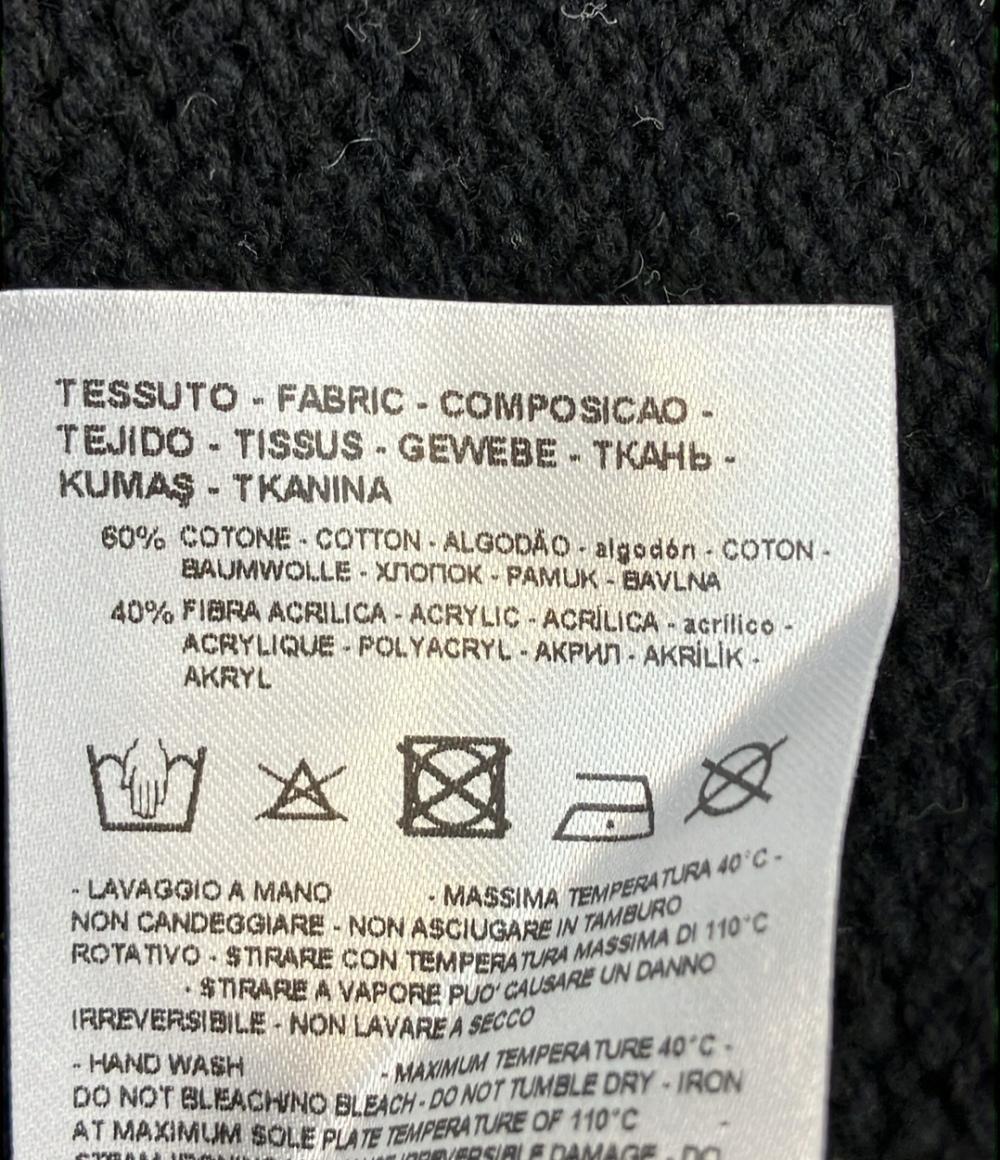 TESSUTO - FABRIC - COMPOSICAO -
TEJIDO - TISSUS - GEWEBE - ТКАНЬ -
KUMAŞ - TKANINA
60% COTONE - COTTON - ALGODÃO - algodón - COTON -
BAUMWOLLE - ХЛОПОК - PAMUK - BAVLNA
40% FIBRA ACRILICA - ACRYLIC - ACRÍLICA - acrílico -
ACRYLIQUE - POLYACRYL - АКРИЛ - AKRİLİK -
AKRYL
- LAVAGGIO A MANO - MASSIMA TEMPERATURA 40°C -
NON CANDEGGIARE - NON ASCIUGARE IN TAMBURO
ROTATIVO - STIRARE CON TEMPERATURA MASSIMA DI 110°C
- STIRARE A VAPORE PUO' CAUSARE UN DANNO
IRREVERSIBILE - NON LAVARE A SECCO
- HAND WASH - MAXIMUM TEMPERATURE 40°C -
DO NOT BLEACH/NO BLEACH - DO NOT TUMBLE DRY - IRON
AT MAXIMUM SOLE PLATE TEMPERATURE OF 110°C -
IRREVERSIBLE DAMAGE - DO